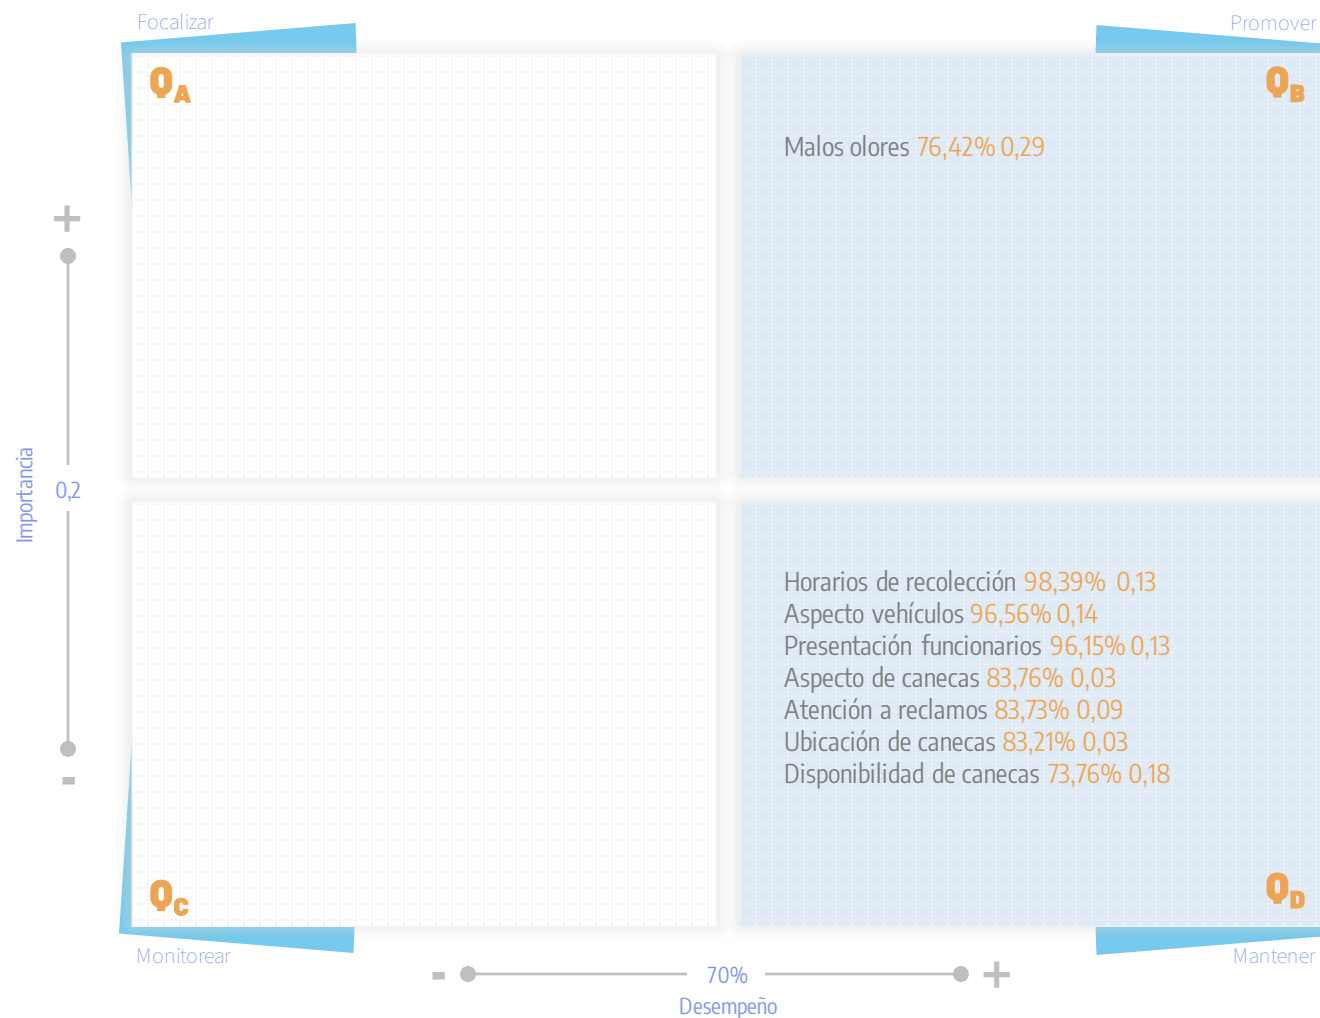 Focalizar
Promover
QA
QB
Malos olores 76,42% 0,29
+
Importancia
0,2
-
Horarios de recolección 98,39% 0,13
Aspecto vehículos 96,56% 0,14
Presentación funcionarios 96,15% 0,13
Aspecto de canecas 83,76% 0,03
Atención a reclamos 83,73% 0,09
Ubicación de canecas 83,21% 0,03
Disponibilidad de canecas 73,76% 0,18
QC
QD
Monitorear
Mantener
- 70% +
Desempeño